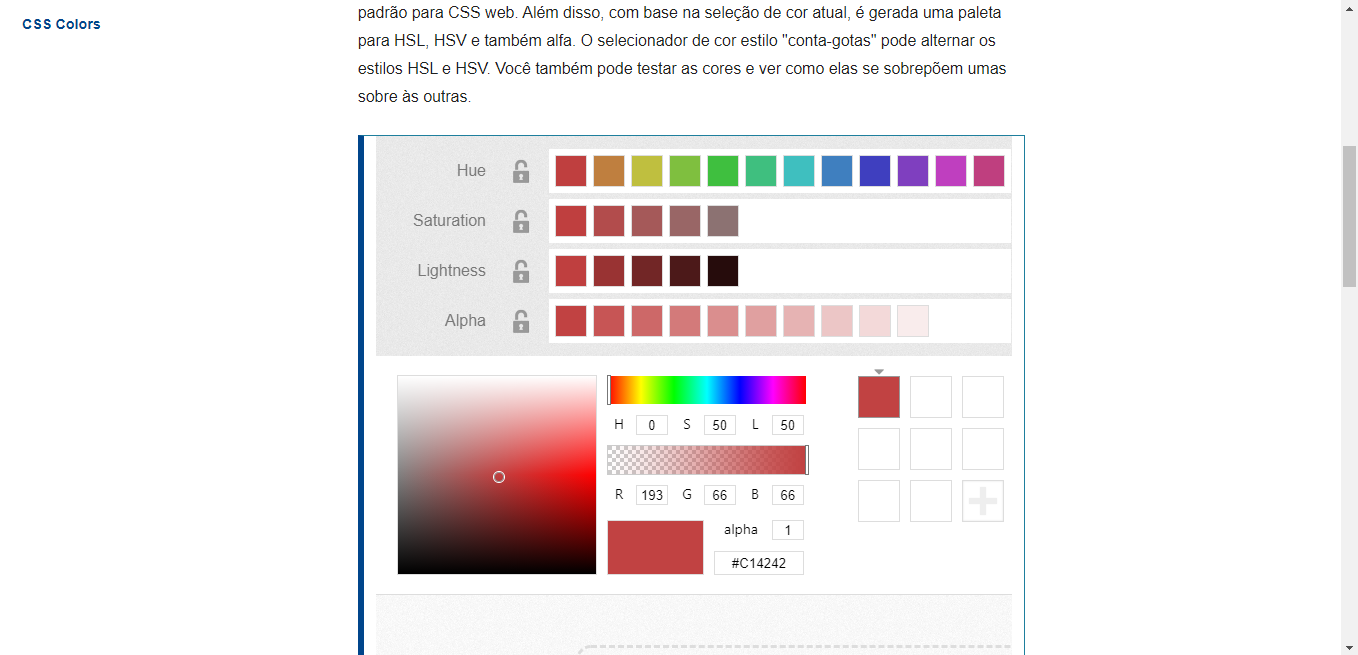 CSS Colors
padrão para CSS web. Além disso, com base na seleção de cor atual, é gerada uma paleta
para HSL, HSV e também alfa. O selecionador de cor estilo "conta-gotas" pode alternar os
estilos HSL e HSV. Você também pode testar as cores e ver como elas se sobrepõem umas
sobre às outras.
Hue
Saturation
Lightness
Alpha
H 0 S 50 L 50
R 193 G 66 B 66
alpha 1
#C14242